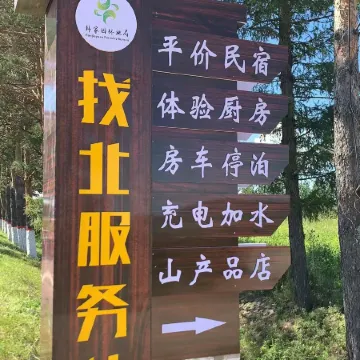 找北服务
平价民宿
体验厨房
房车停泊
充电加水
山产品店